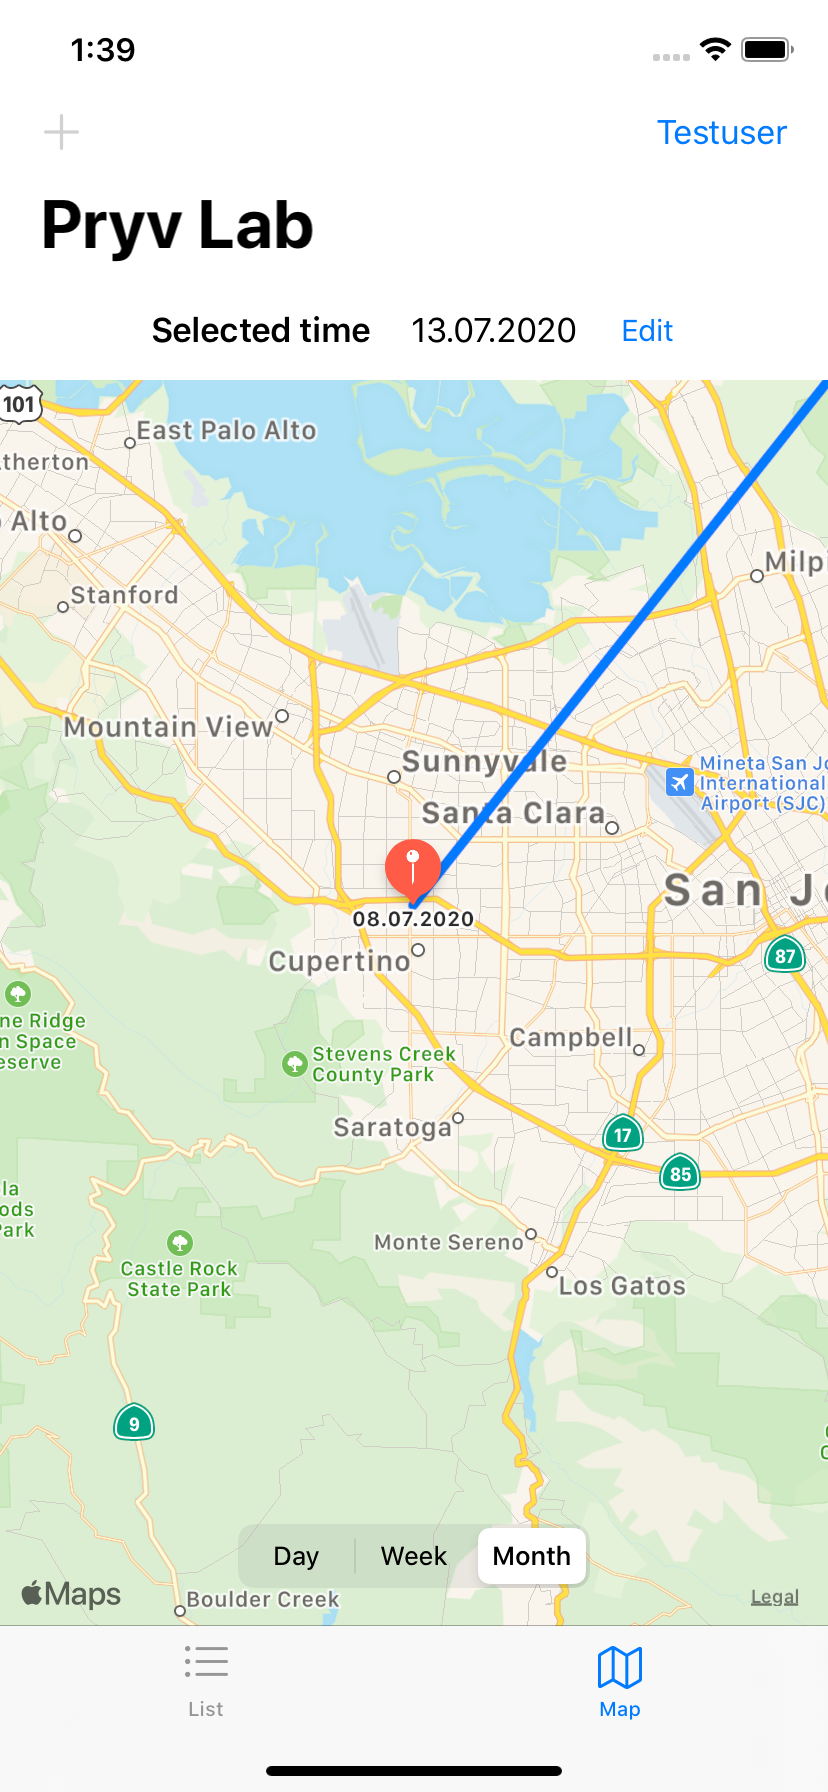 1:39
Testuser
Pryv Lab
Selected time 13.07.2020 Edit
101
East Palo Alto
therton
Alto
Stanford
Milpi
Mountain View
Sunnyvale
Mineta San Jo
International
Airport (SJC)
Santa Clara
San Jo
08.07.2020
87
Cupertino
ne Ridge
n Space
eserve
Campbell
Stevens Creek
County Park
Saratoga
17
85
la
ods
Park
Monte Sereno
Castle Rock
State Park
Los Gatos
9
Day Week Month
Maps
Boulder Creek
Legal
List Map